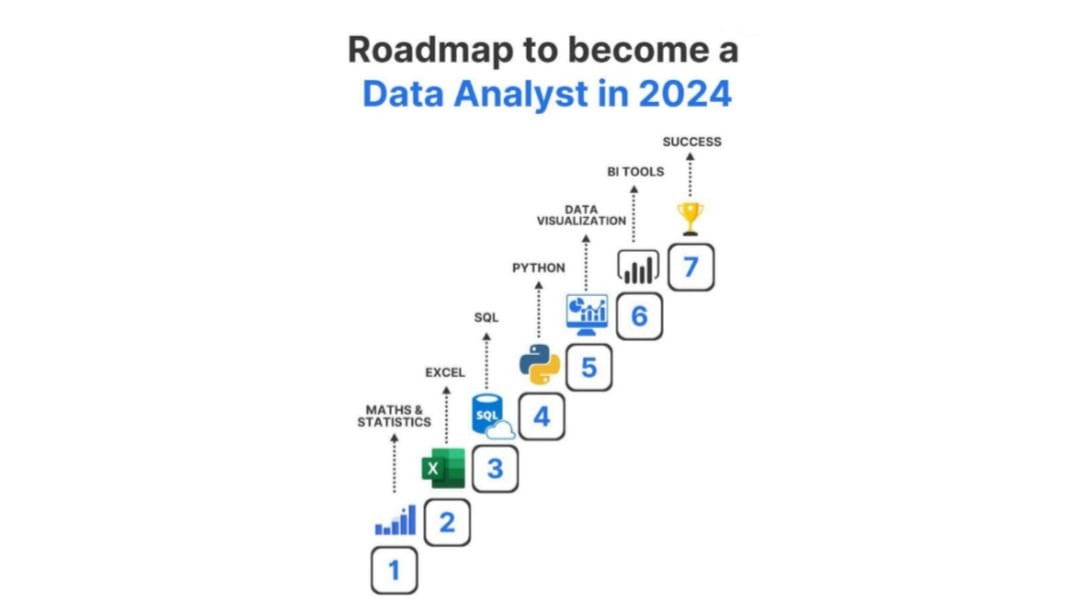 Roadmap to become a
Data Analyst in 2024
SUCCESS
BI TOOLS
DATA
VISUALIZATION
PYTHON
SQL
EXCEL
MATHS &
STATISTICS
7
6
5
4
SQL
3
X
2
1